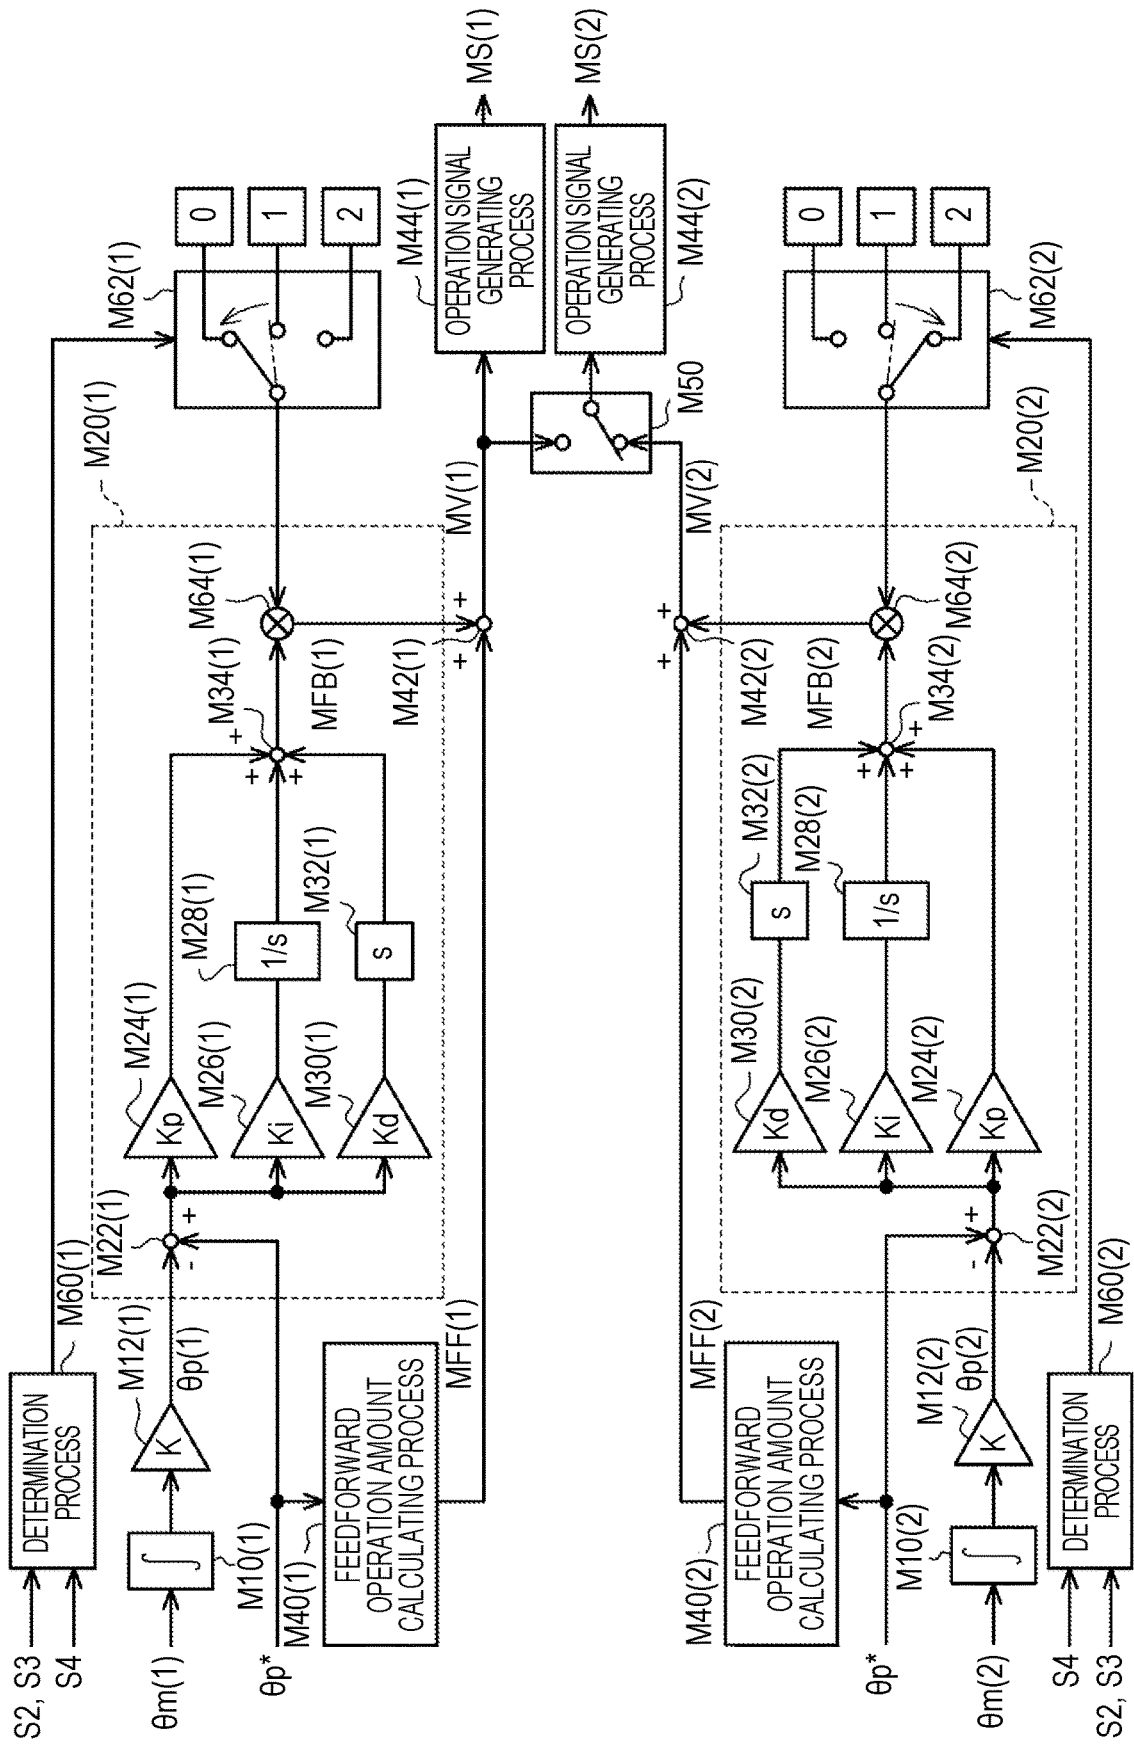 S2, S3
S4
DETERMINATION
PROCESS
M60(1)
θm(1)
∫
M10(1)
K
M12(1)
θp(1)
θp*
M40(1)
FEEDFORWARD
OPERATION AMOUNT
CALCULATING PROCESS
MFF(1)
M20(1)
M22(1)
-
+
Kp
M24(1)
Ki
M26(1)
Kd
M30(1)
1/s
M28(1)
s
M32(1)
+
+
+
M34(1)
MFB(1)
M64(1)
M42(1)
+
+
MV(1)
M62(1)
0
1
2
M44(1)
OPERATION SIGNAL
GENERATING
PROCESS
MS(1)
OPERATION SIGNAL
GENERATING
PROCESS
M44(2)
MS(2)
M50
MV(2)
+
+
M42(2)
MFB(2)
M64(2)
M62(2)
0
1
2
M20(2)
M34(2)
+
+
+
s
M32(2)
1/s
M28(2)
Kd
M30(2)
Ki
M26(2)
Kp
M24(2)
+
-
M22(2)
MFF(2)
M40(2)
FEEDFORWARD
OPERATION AMOUNT
CALCULATING PROCESS
θp*
M10(2)
∫
θm(2)
K
M12(2)
θp(2)
M60(2)
DETERMINATION
PROCESS
S4
S2, S3